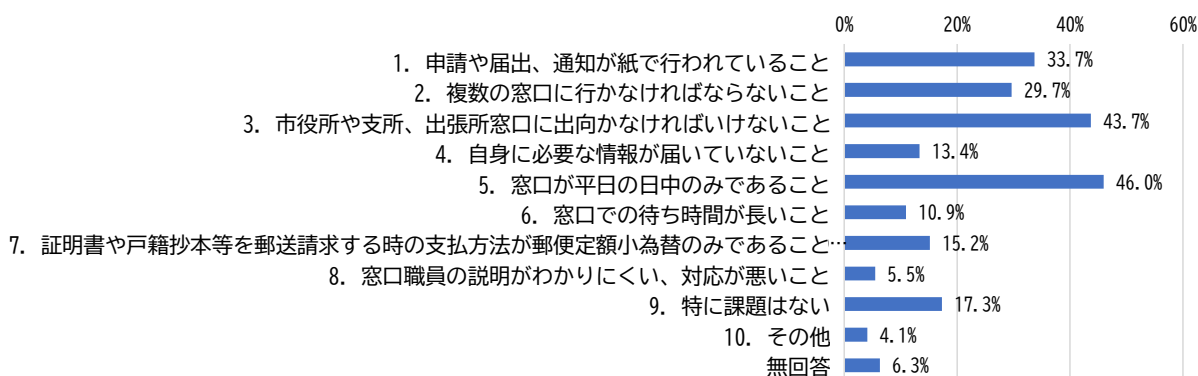 0% 20% 40% 60%
1. 申請や届出、通知が紙で行われていること 33.7%
2. 複数の窓口に行かなければならないこと 29.7%
3. 市役所や支所、出張所窓口に出向かなければいけないこと 43.7%
4. 自身に必要な情報が届いていないこと 13.4%
5. 窓口が平日の日中のみであること 46.0%
6. 窓口での待ち時間が長いこと 10.9%
7. 証明書や戸籍抄本等を郵送請求する時の支払方法が郵便定額小為替のみであること… 15.2%
8. 窓口職員の説明がわかりにくい、対応が悪いこと 5.5%
9. 特に課題はない 17.3%
10. その他 4.1%
無回答 6.3%